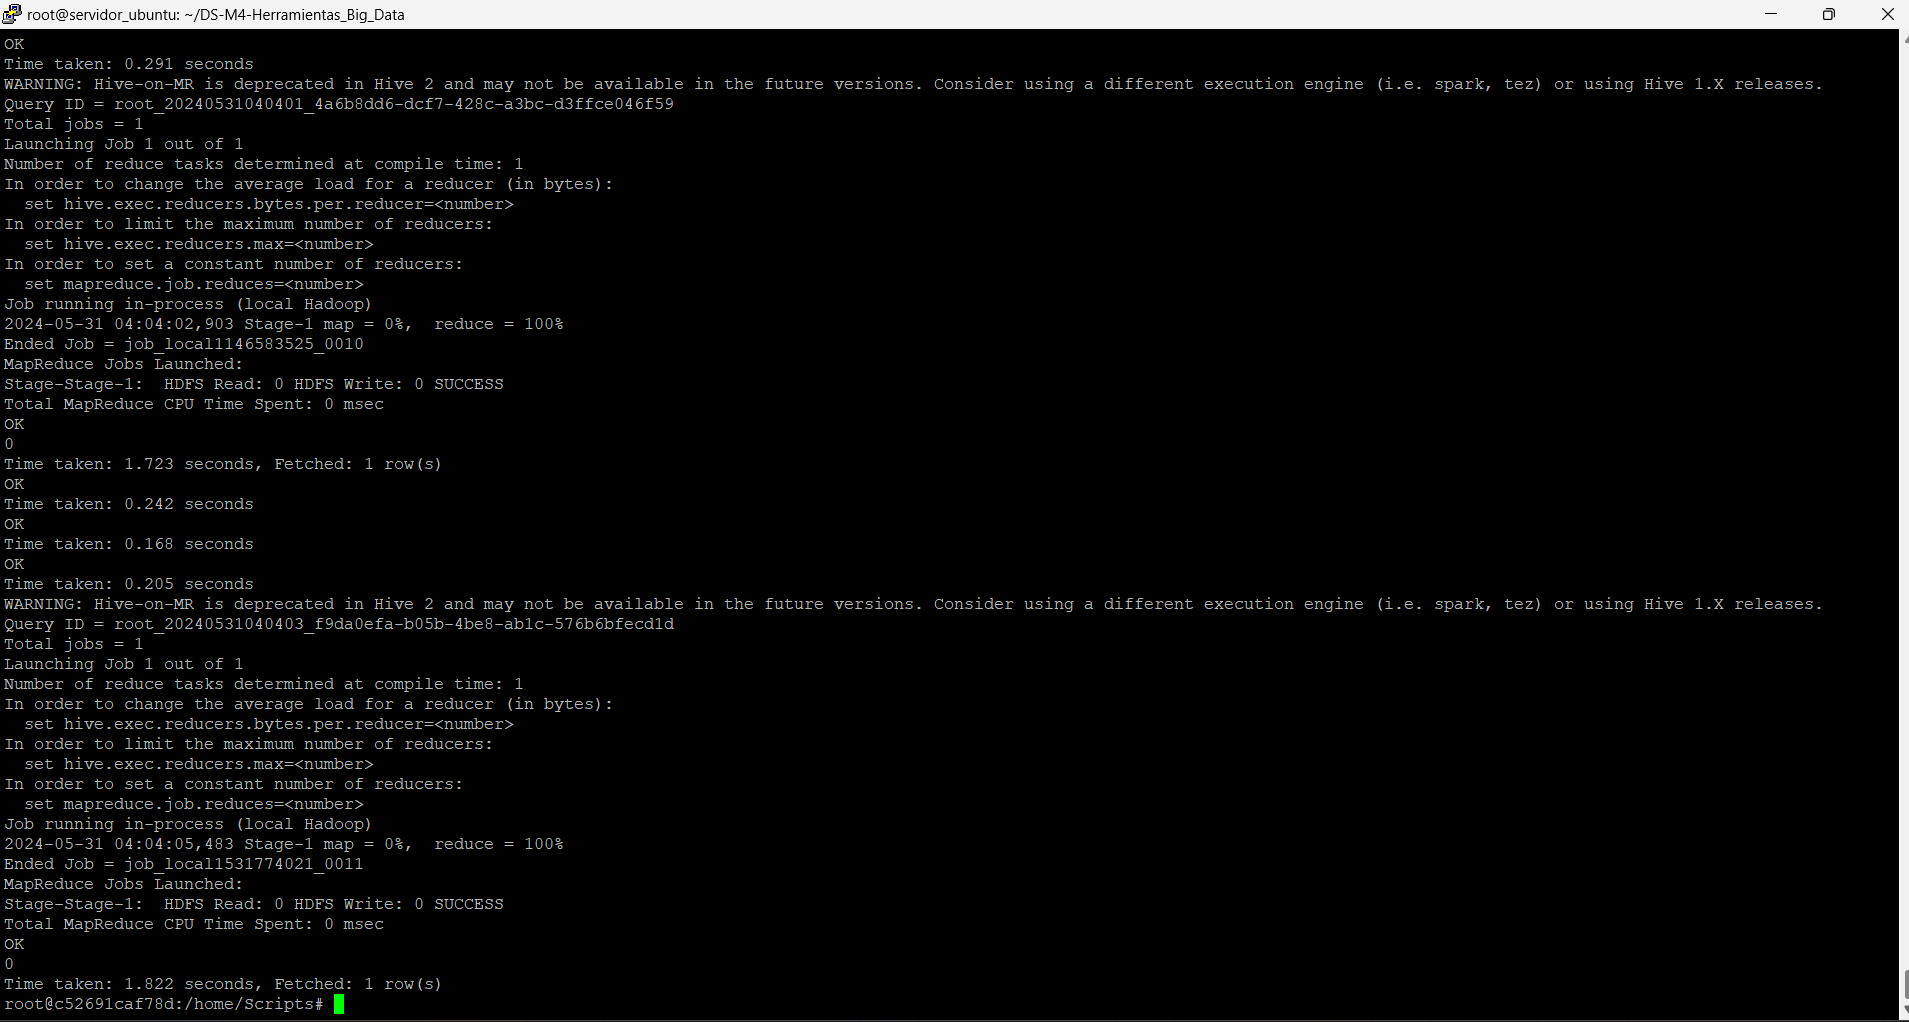 root@servidor_ubuntu: ~/DS-M4-Herramientas_Big_Data
OK
Time taken: 0.291 seconds
WARNING: Hive-on-MR is deprecated in Hive 2 and may not be available in the future versions. Consider using a different execution engine (i.e. spark, tez) or using Hive 1.X releases.
Query ID = root_20240531040401_4a6b8dd6-dcf7-428c-a3bc-d3ffce046f59
Total jobs = 1
Launching Job 1 out of 1
Number of reduce tasks determined at compile time: 1
In order to change the average load for a reducer (in bytes):
  set hive.exec.reducers.bytes.per.reducer=<number>
In order to limit the maximum number of reducers:
  set hive.exec.reducers.max=<number>
In order to set a constant number of reducers:
  set mapreduce.job.reduces=<number>
Job running in-process (local Hadoop)
2024-05-31 04:04:02,903 Stage-1 map = 0%,  reduce = 100%
Ended Job = job_local1146583525_0010
MapReduce Jobs Launched:
Stage-Stage-1:  HDFS Read: 0 HDFS Write: 0 SUCCESS
Total MapReduce CPU Time Spent: 0 msec
OK
0
Time taken: 1.723 seconds, Fetched: 1 row(s)
OK
Time taken: 0.242 seconds
OK
Time taken: 0.168 seconds
OK
Time taken: 0.205 seconds
WARNING: Hive-on-MR is deprecated in Hive 2 and may not be available in the future versions. Consider using a different execution engine (i.e. spark, tez) or using Hive 1.X releases.
Query ID = root_20240531040403_f9da0efa-b05b-4be8-ab1c-576b6bfecd1d
Total jobs = 1
Launching Job 1 out of 1
Number of reduce tasks determined at compile time: 1
In order to change the average load for a reducer (in bytes):
  set hive.exec.reducers.bytes.per.reducer=<number>
In order to limit the maximum number of reducers:
  set hive.exec.reducers.max=<number>
In order to set a constant number of reducers:
  set mapreduce.job.reduces=<number>
Job running in-process (local Hadoop)
2024-05-31 04:04:05,483 Stage-1 map = 0%,  reduce = 100%
Ended Job = job_local1531774021_0011
MapReduce Jobs Launched:
Stage-Stage-1:  HDFS Read: 0 HDFS Write: 0 SUCCESS
Total MapReduce CPU Time Spent: 0 msec
OK
0
Time taken: 1.822 seconds, Fetched: 1 row(s)
root@c52691caf78d:/home/Scripts#